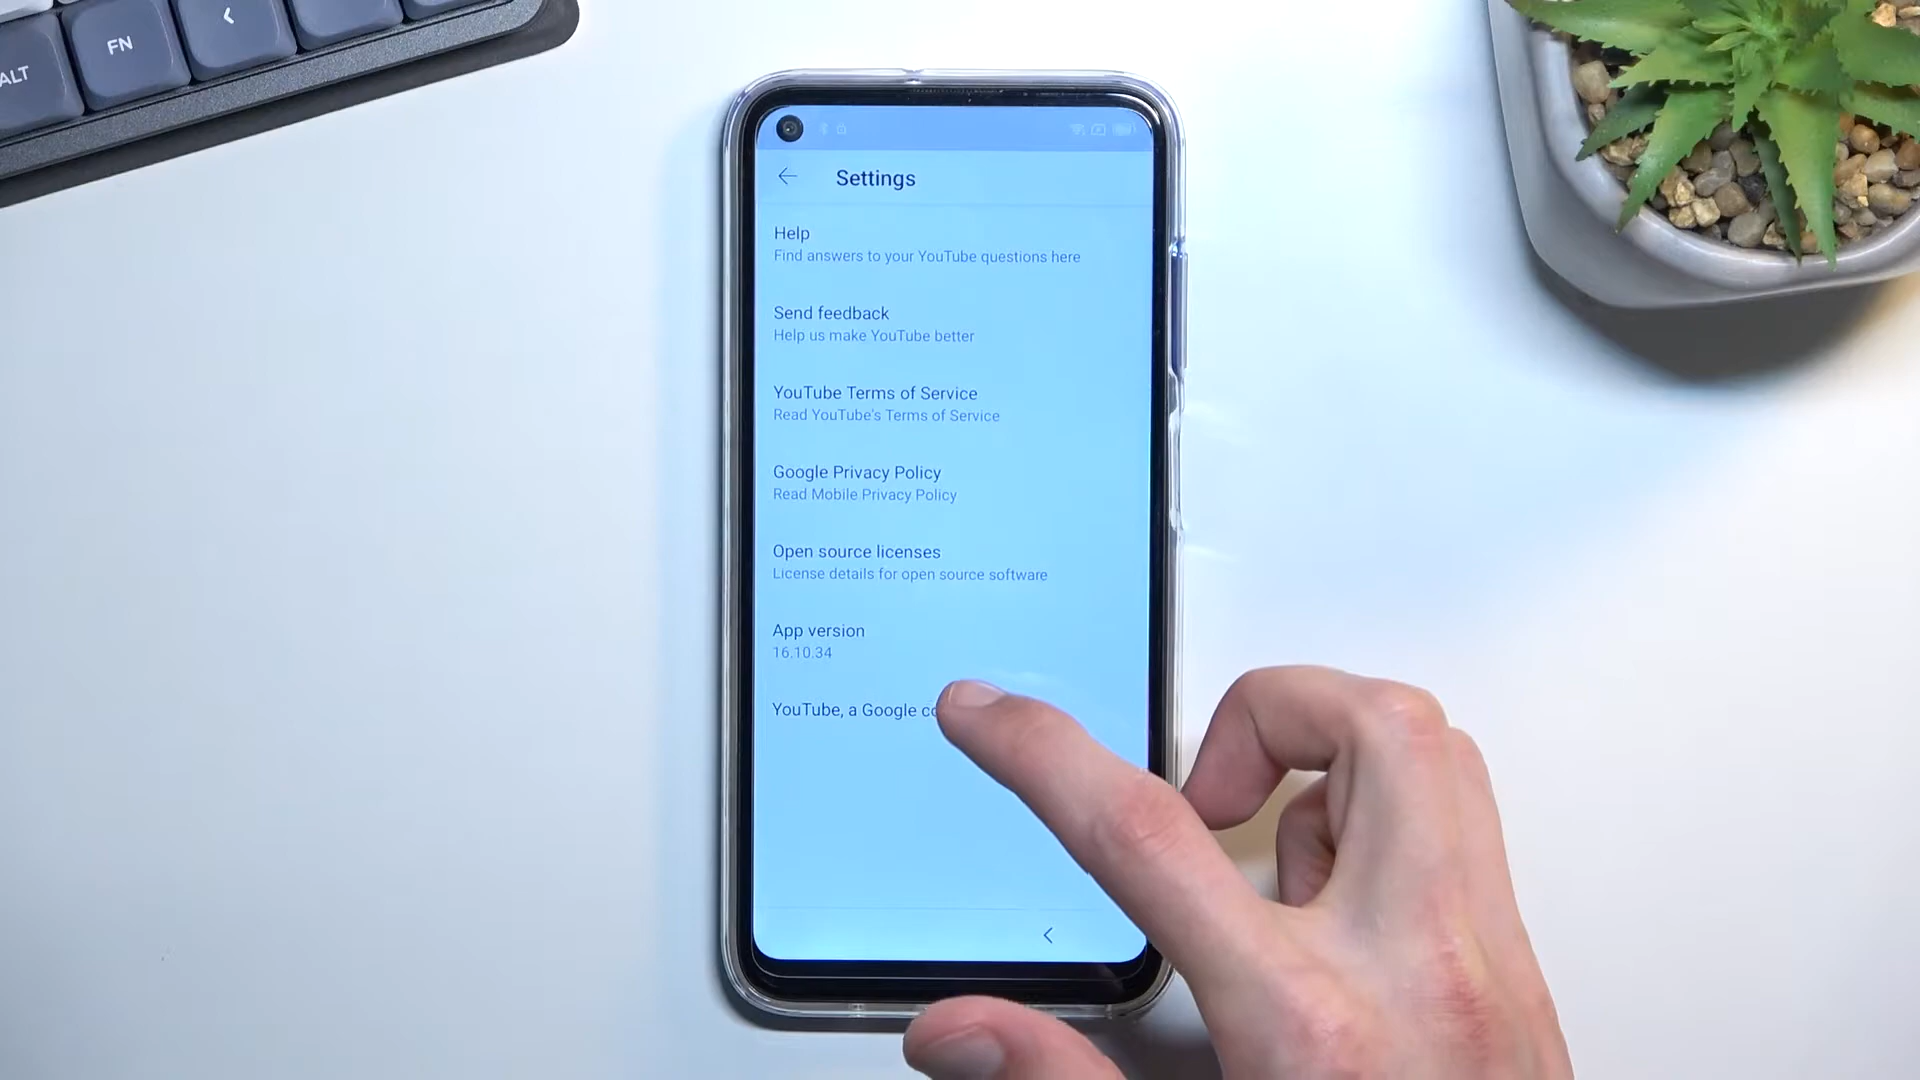 FN
<
ALT
Settings
Help
Find answers to your YouTube questions here
Send feedback
Help us make YouTube better
YouTube Terms of Service
Read YouTube's Terms of Service
Google Privacy Policy
Read Mobile Privacy Policy
Open source licenses
License details for open source software
App version
16.10.34
YouTube, a Google